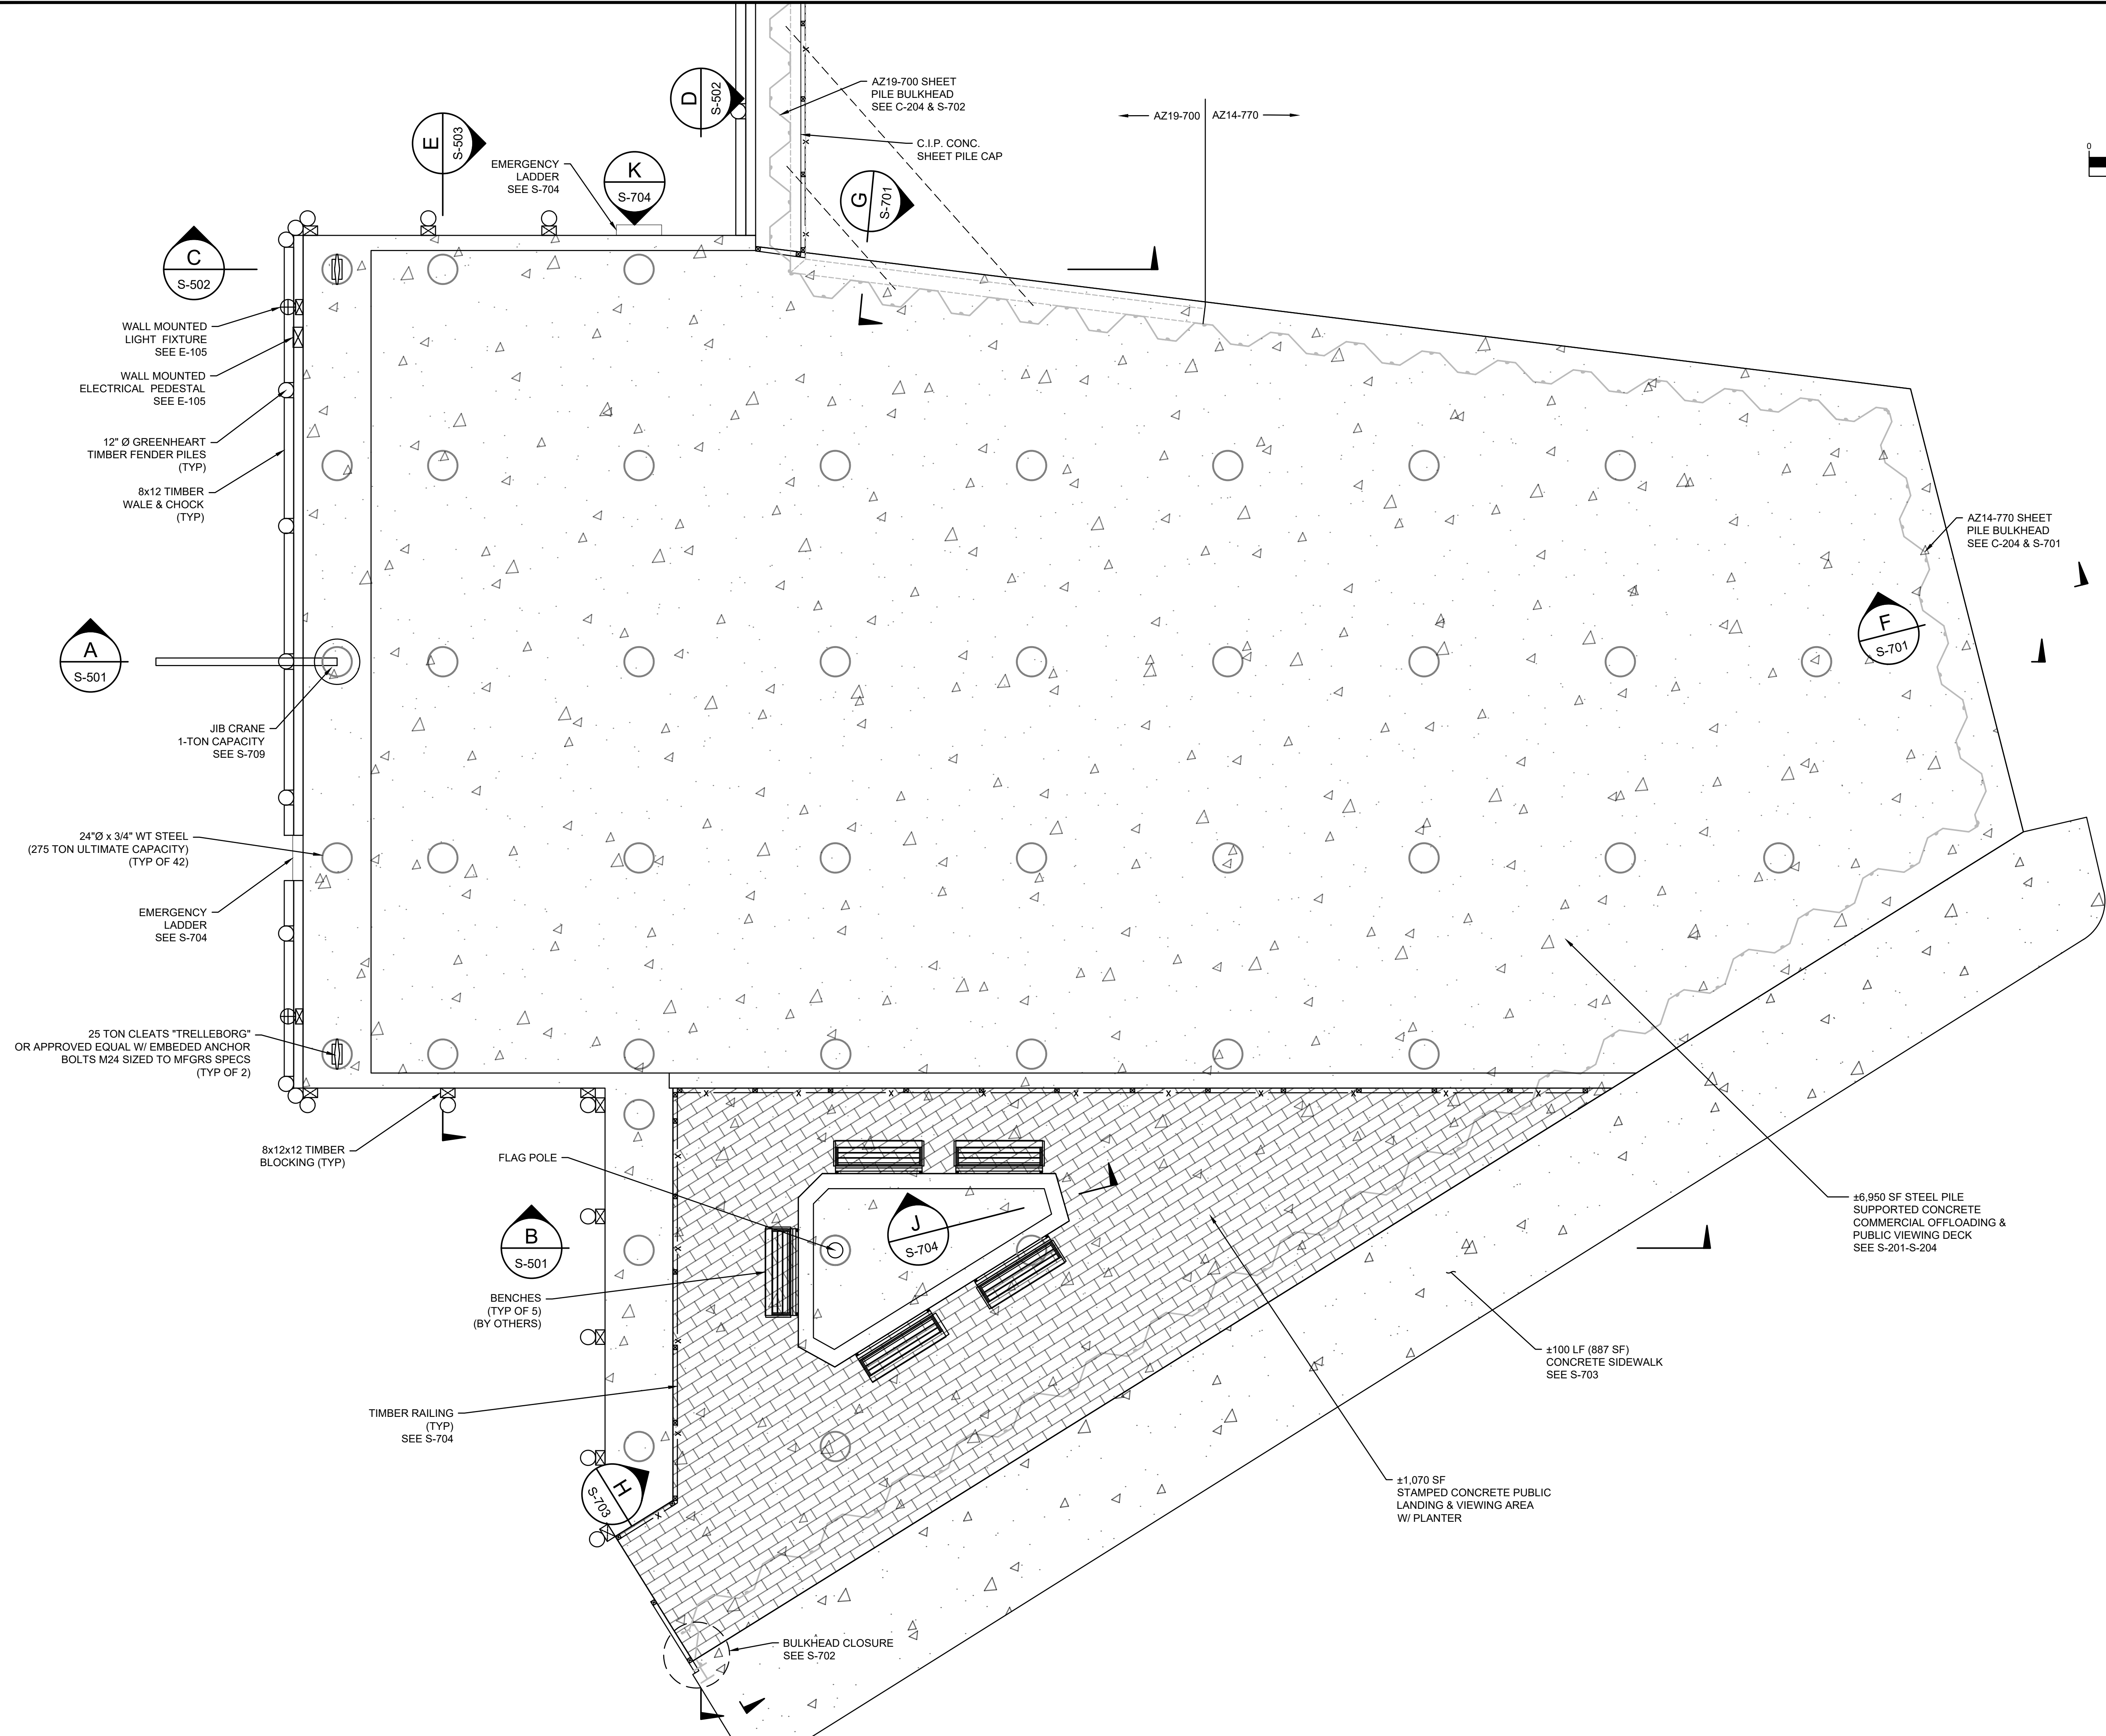 AZ19-700 SHEET
PILE BULKHEAD
SEE C-204 & S-702
C.I.P. CONC.
SHEET PILE CAP
AZ19-700
AZ14-770
0
D
S-502
E
S-503
EMERGENCY
LADDER
SEE S-704
K
S-704
G
S-701
C
S-502
WALL MOUNTED
LIGHT FIXTURE
SEE E-105
WALL MOUNTED
ELECTRICAL PEDESTAL
SEE E-105
12" Ø GREENHEART
TIMBER FENDER PILES
(TYP)
8x12 TIMBER
WALE & CHOCK
(TYP)
AZ14-770 SHEET
PILE BULKHEAD
SEE C-204 & S-701
F
S-701
A
S-501
JIB CRANE
1-TON CAPACITY
SEE S-709
24"Ø x 3/4" WT STEEL
(275 TON ULTIMATE CAPACITY)
(TYP OF 42)
EMERGENCY
LADDER
SEE S-704
25 TON CLEATS "TRELLEBORG"
OR APPROVED EQUAL W/ EMBEDED ANCHOR
BOLTS M24 SIZED TO MFGRS SPECS
(TYP OF 2)
8x12x12 TIMBER
BLOCKING (TYP)
FLAG POLE
J
S-704
B
S-501
BENCHES
(TYP OF 5)
(BY OTHERS)
±6,950 SF STEEL PILE
SUPPORTED CONCRETE
COMMERCIAL OFFLOADING &
PUBLIC VIEWING DECK
SEE S-201-S-204
±100 LF (887 SF)
CONCRETE SIDEWALK
SEE S-703
TIMBER RAILING
(TYP)
SEE S-704
H
S-703
±1,070 SF
STAMPED CONCRETE PUBLIC
LANDING & VIEWING AREA
W/ PLANTER
BULKHEAD CLOSURE
SEE S-702